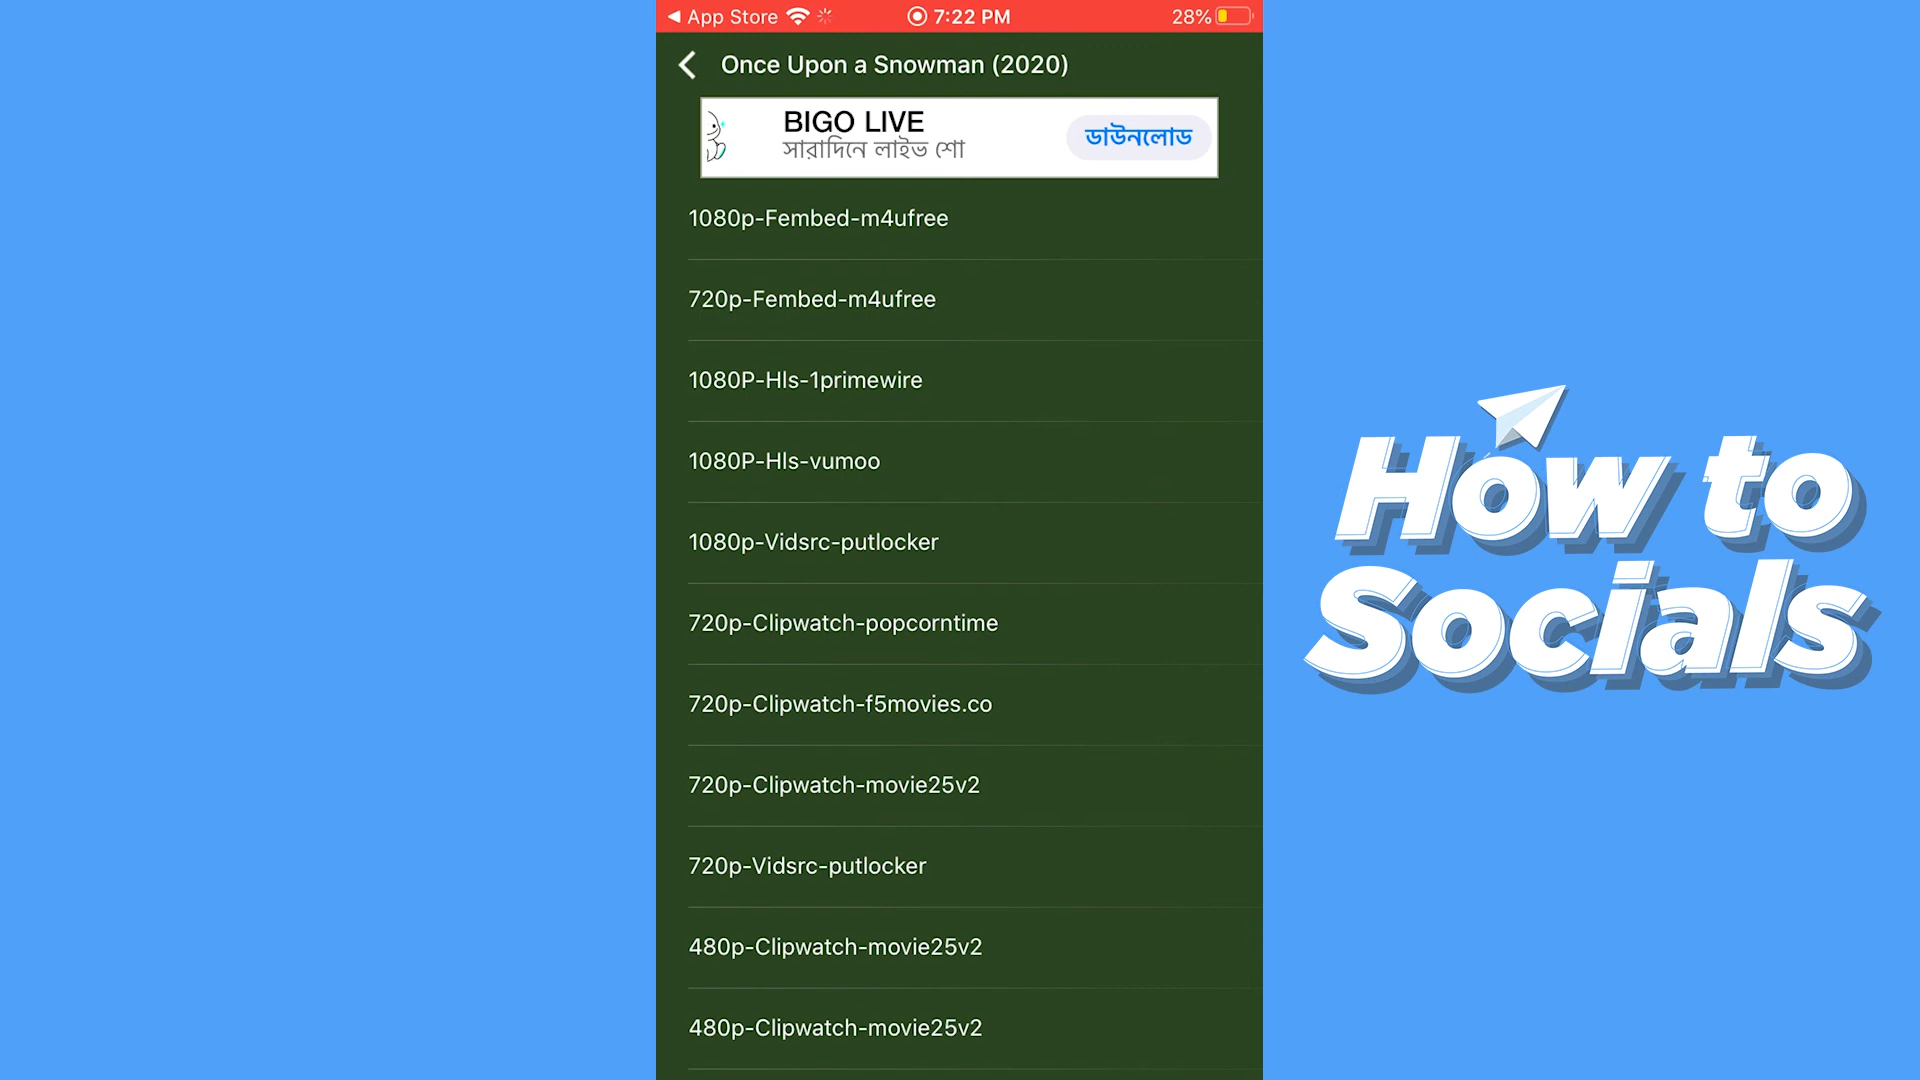 App Store 7:22 PM 28%
Once Upon a Snowman (2020)
BIGO LIVE
সারাদিনে লাইভ শো
ডাউনলোড
1080p-Fembed-m4ufree
720p-Fembed-m4ufree
1080P-Hls-1primewire
1080P-Hls-vumoo
1080p-Vidsrc-putlocker
720p-Clipwatch-popcorntime
720p-Clipwatch-f5movies.co
720p-Clipwatch-movie25v2
720p-Vidsrc-putlocker
480p-Clipwatch-movie25v2
480p-Clipwatch-movie25v2
How to
Socials